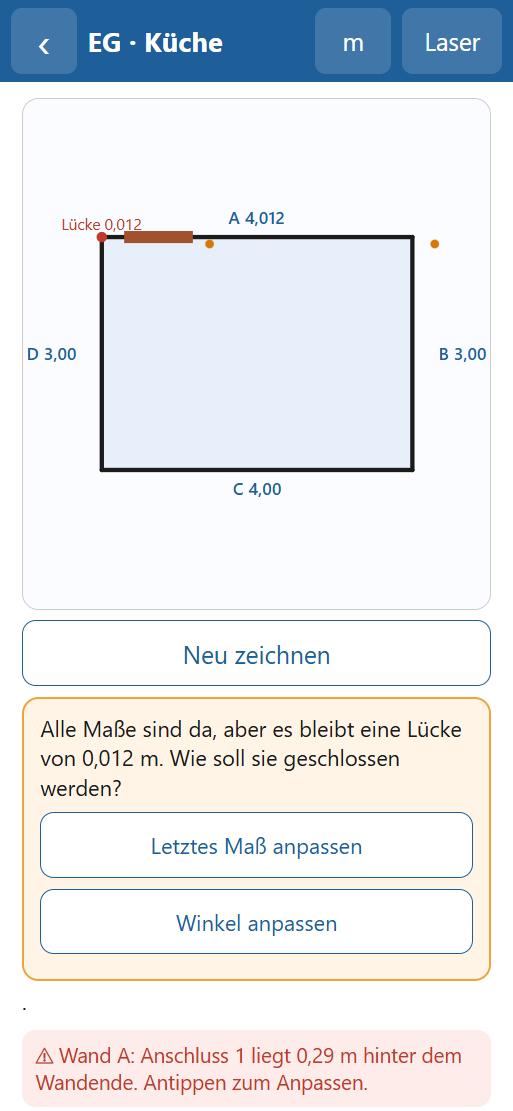 ‹ EG · Küche m Laser
Lücke 0,012
A 4,012
D 3,00
B 3,00
C 4,00
Neu zeichnen
Alle Maße sind da, aber es bleibt eine Lücke
von 0,012 m. Wie soll sie geschlossen
werden?
Letztes Maß anpassen
Winkel anpassen
.
⚠ Wand A: Anschluss 1 liegt 0,29 m hinter dem
Wandende. Antippen zum Anpassen.